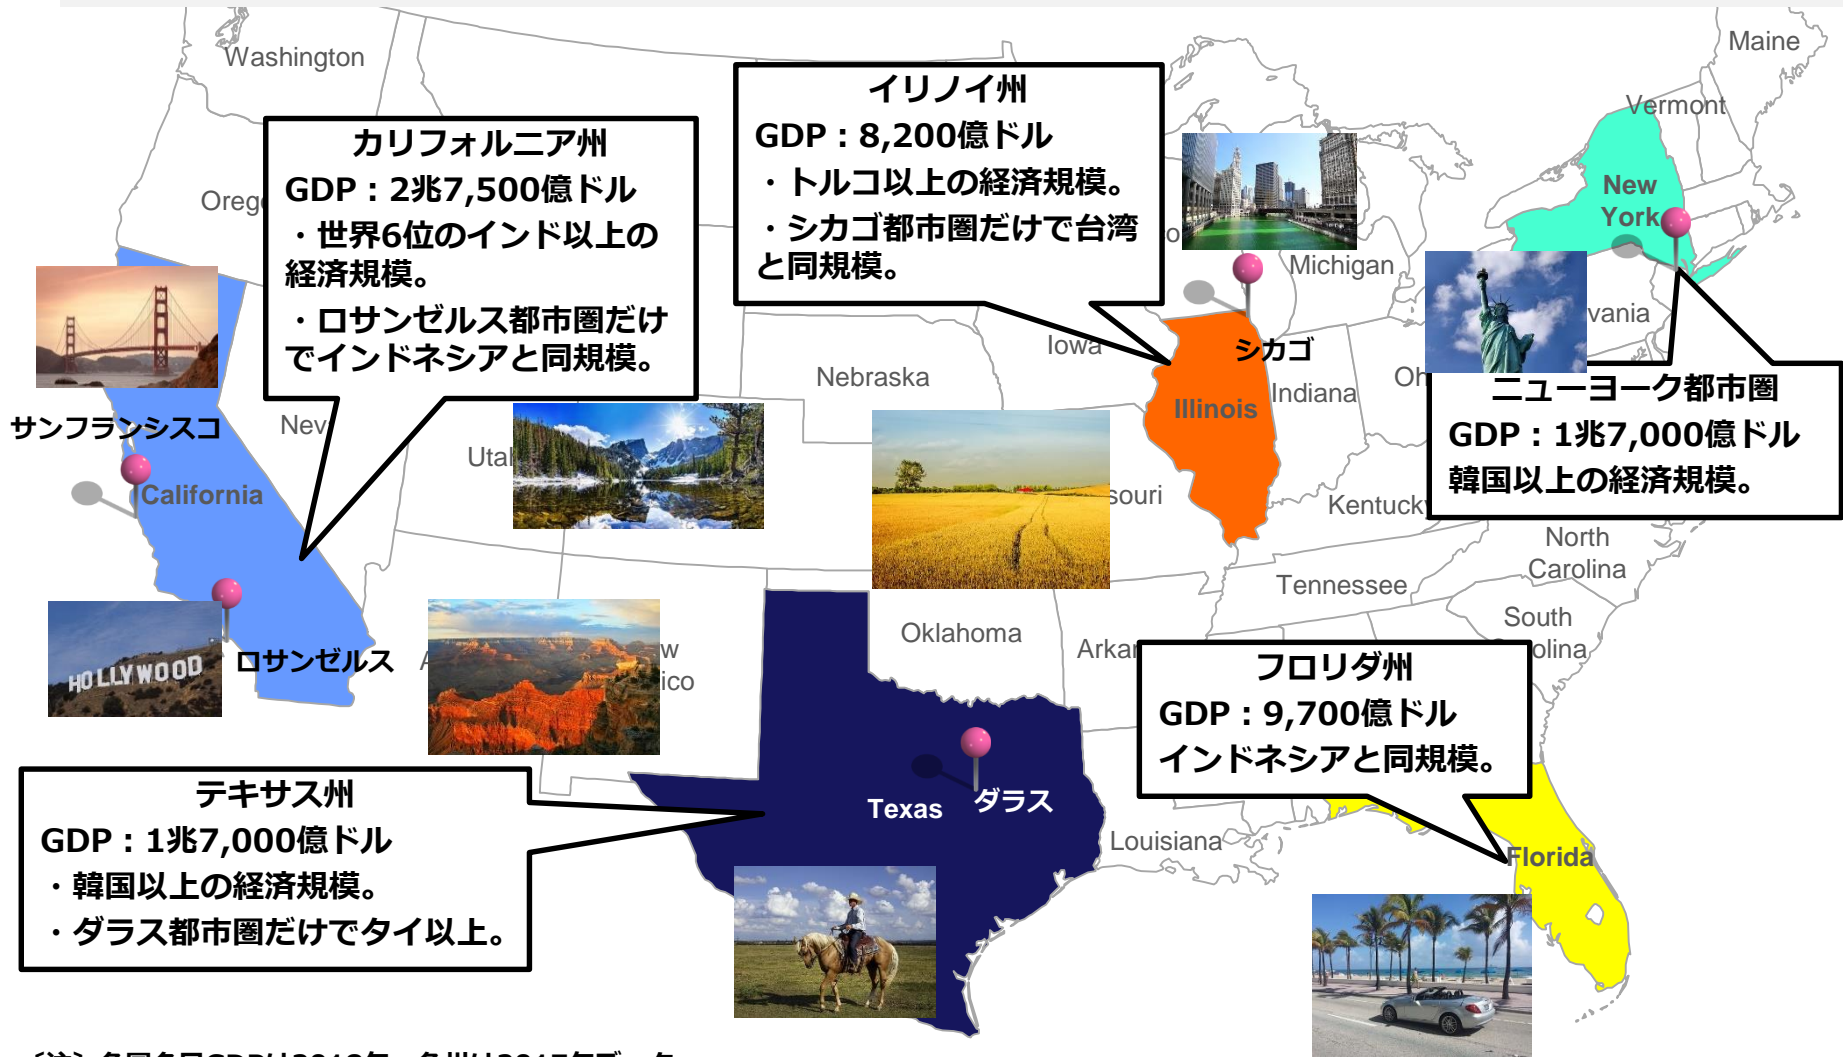 Washington
Maine
Vermont
カリフォルニア州
GDP：2兆7,500億ドル
・世界6位のインド以上の
経済規模。
・ロサンゼルス都市圏だけ
でインドネシアと同規模。
イリノイ州
GDP：8,200億ドル
・トルコ以上の経済規模。
・シカゴ都市圏だけで台湾
と同規模。
New
York
Oreg
Michigan
vania
Iowa
シカゴ
Nebraska
Indiana
Oh
Illinois
ニューヨーク都市圏
GDP：1兆7,000億ドル
韓国以上の経済規模。
サンフランシスコ
Nev
Utah
California
souri
Kentucky
North
Carolina
Tennessee
South
olina
HOLLYWOOD
ロサンゼルス
A
w
ico
Oklahoma
Arkan
フロリダ州
GDP：9,700億ドル
インドネシアと同規模。
テキサス州
GDP：1兆7,000億ドル
・韓国以上の経済規模。
・ダラス都市圏だけでタイ以上。
Texas
ダラス
Louisiana
Florida